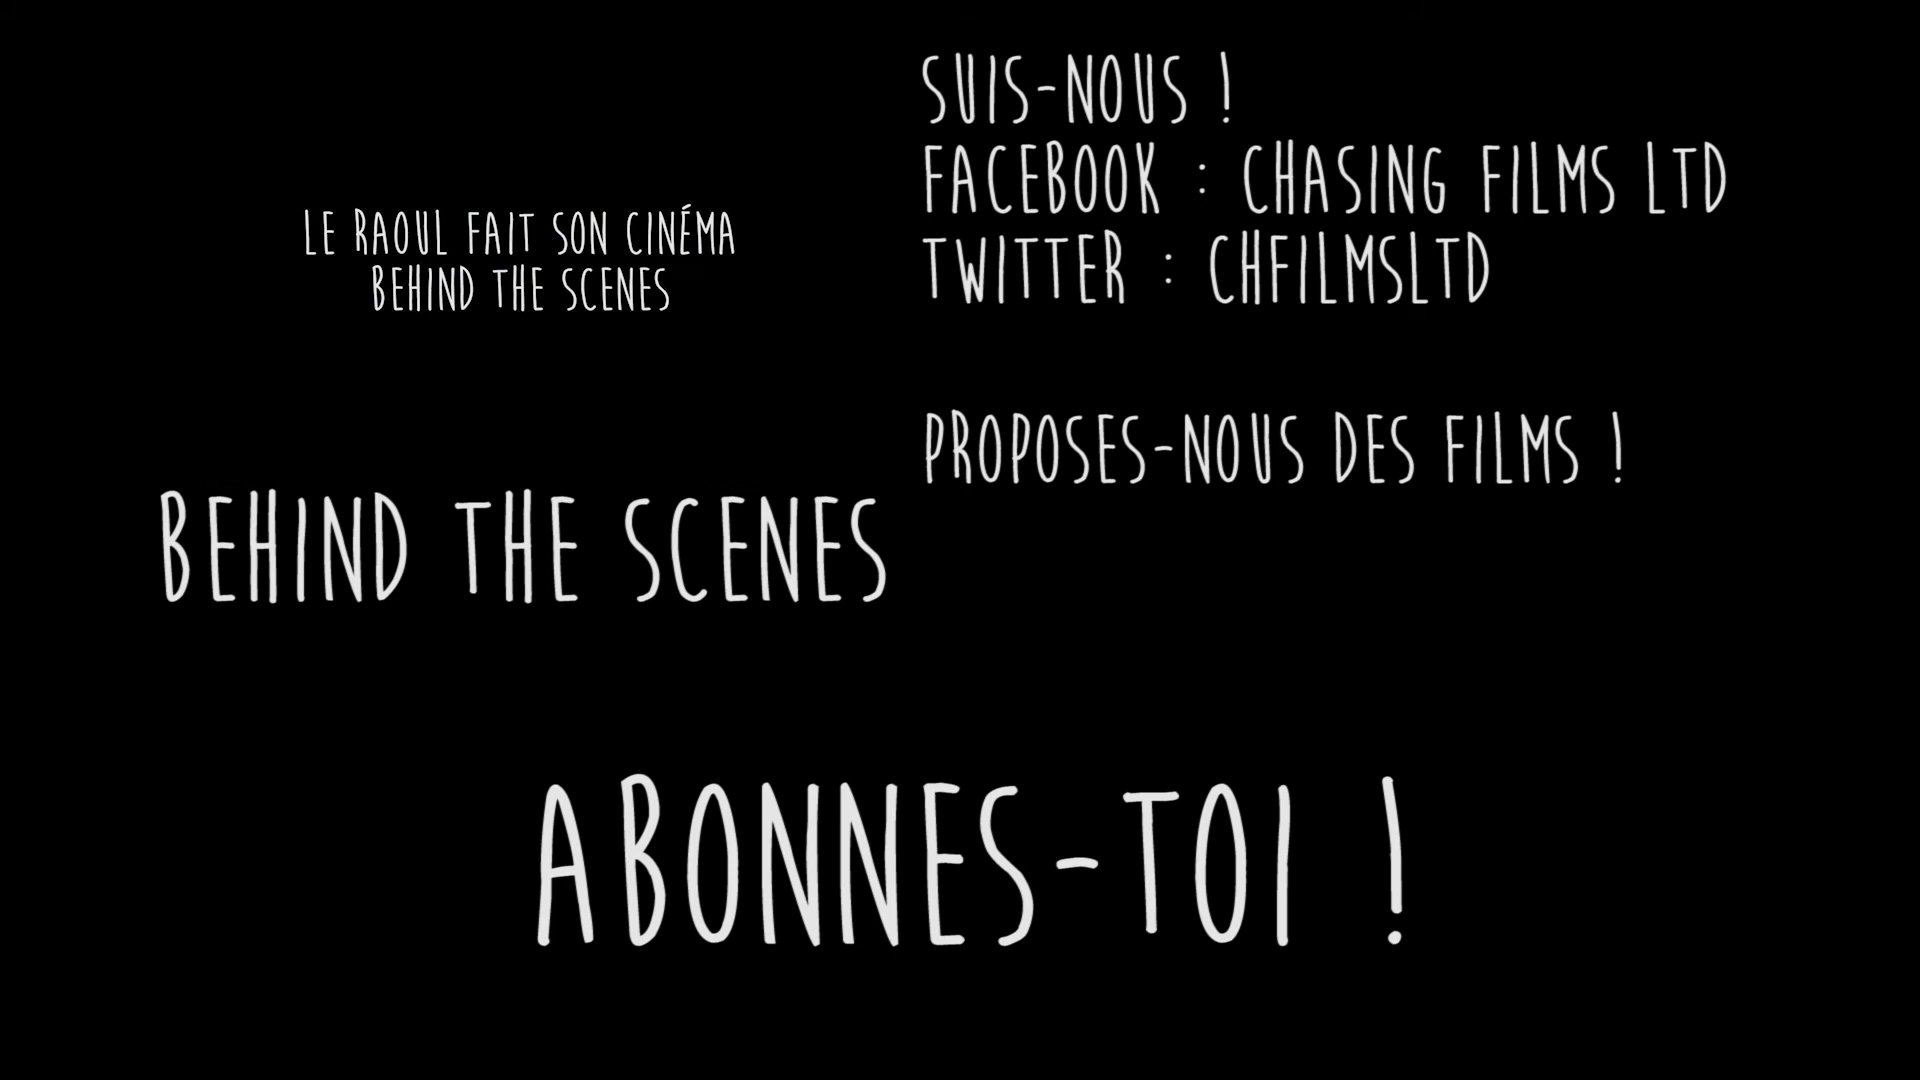 LE RAOUL FAIT SON CINÉMA
BEHIND THE SCENES
BEHIND THE SCENES
SUIS-NOUS !
FACEBOOK : CHASING FILMS LTD
TWITTER : CHFILMSLTD
PROPOSES-NOUS DES FILMS !
ABONNES-TOI !